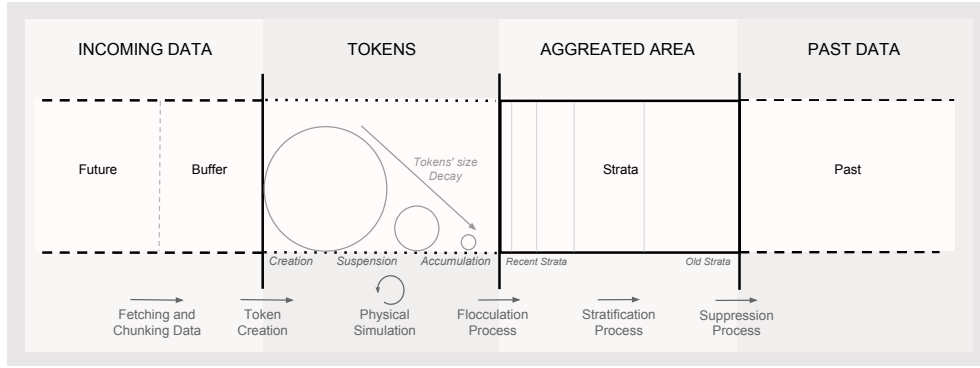 INCOMING DATA
TOKENS
AGGREATED AREA
PAST DATA
Future
Buffer
Tokens' size
Decay
Strata
Past
Creation
Suspension
Accumulation
Recent Strata
Old Strata
Fetching and
Chunking Data
Token
Creation
Physical
Simulation
Flocculation
Process
Stratification
Process
Suppression
Process